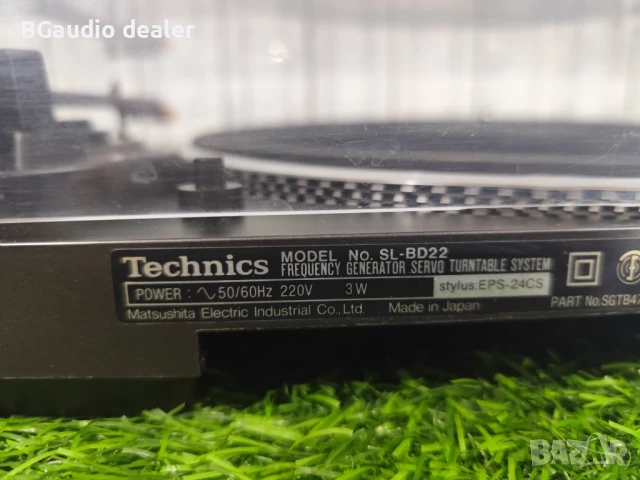 BGaudio dealer
Technics MODEL No. SL-BD22
FREQUENCY GENERATOR SERVO TURNTABLE SYSTEM
POWER : ∿ 50/60Hz 220V 3W stylus:EPS-24CS
Matsushita Electric Industrial Co., Ltd. Made in Japan
PART No.SGTB47
BAZAR